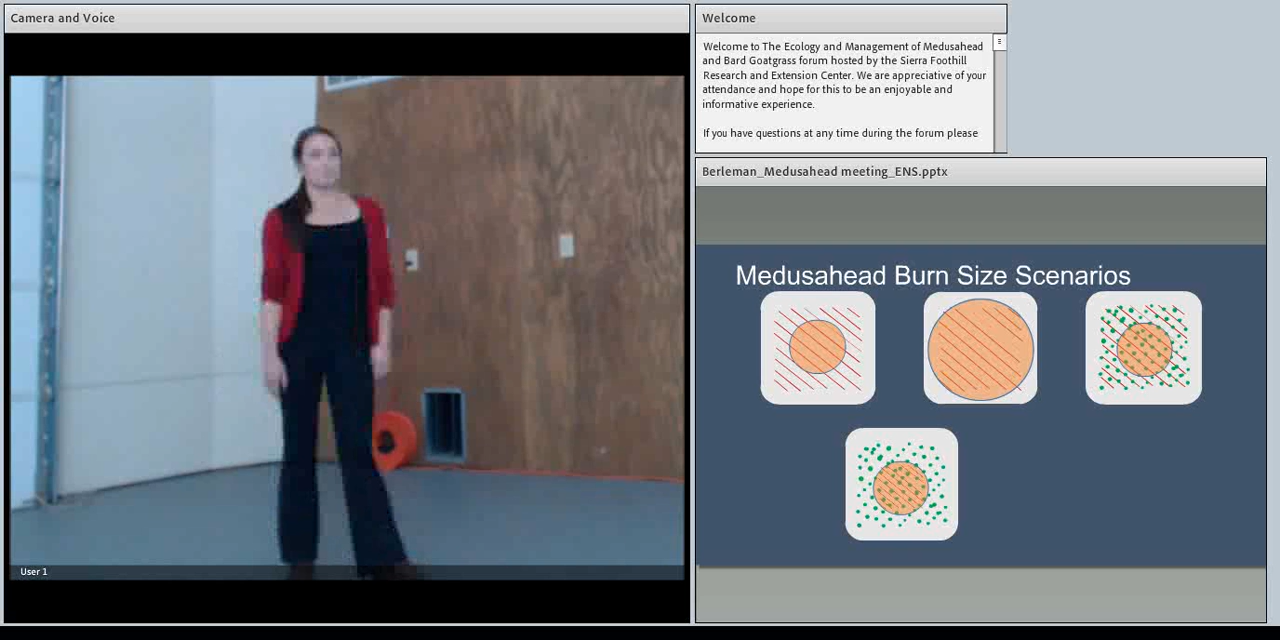 Camera and Voice
User 1
Welcome
Welcome to The Ecology and Management of Medusahead
and Bard Goatgrass forum hosted by the Sierra Foothill
Research and Extension Center. We are appreciative of your
attendance and hope for this to be an enjoyable and
informative experience.
If you have questions at any time during the forum please
Berleman_Medusahead meeting_ENS.pptx
Medusahead Burn Size Scenarios